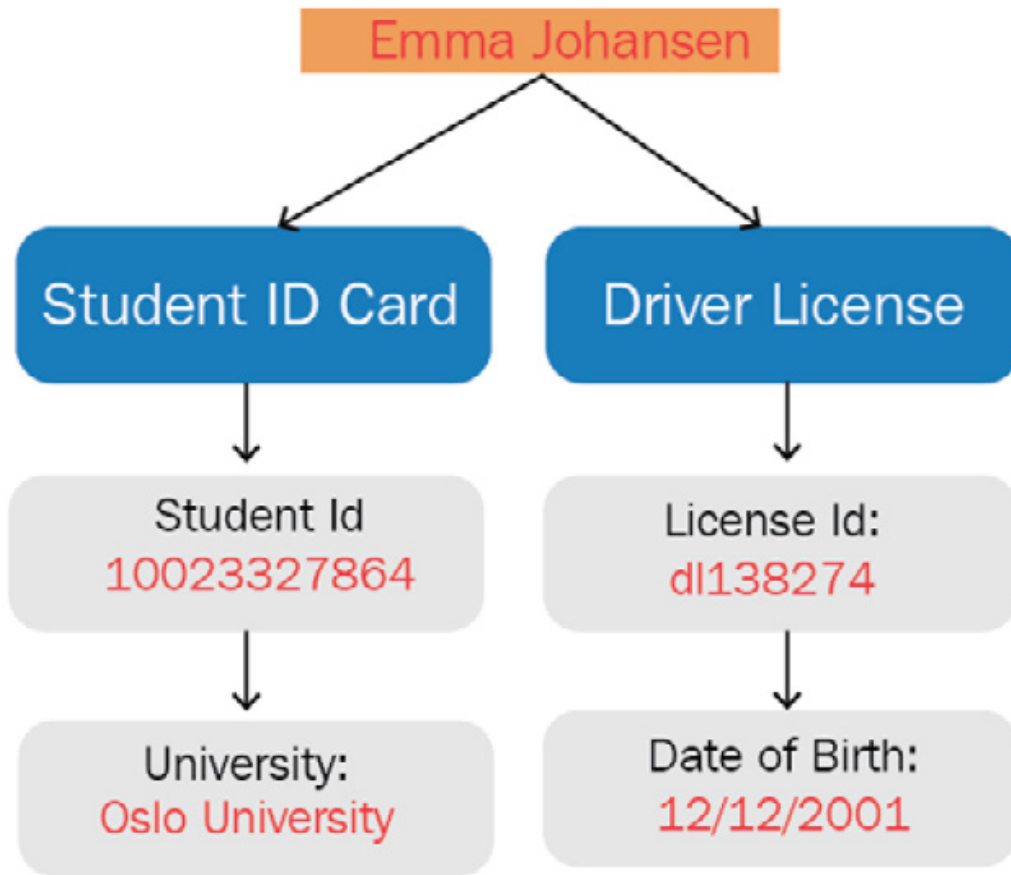 Emma Johansen
Student ID Card
Driver License
Student Id
10023327864
License Id:
dl138274
University:
Oslo University
Date of Birth:
12/12/2001